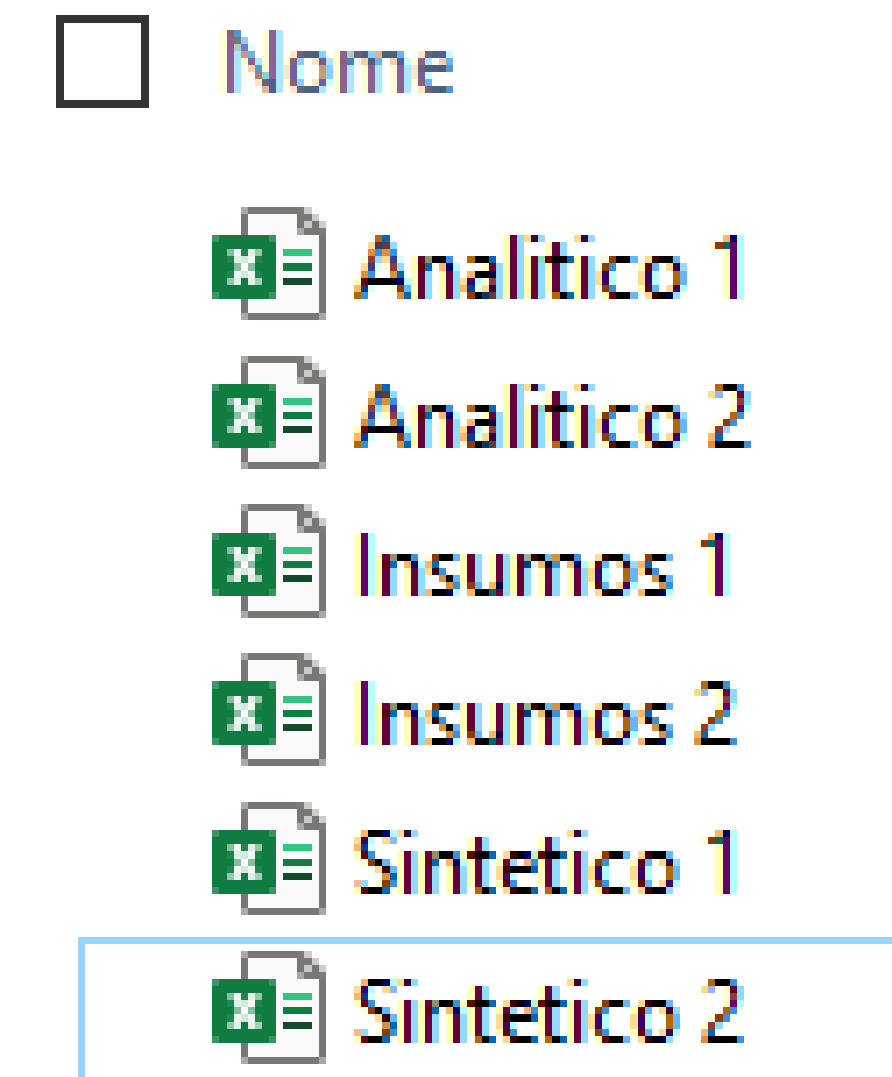 Nome
Analitico 1
Analitico 2
Insumos 1
Insumos 2
Sintetico 1
Sintetico 2